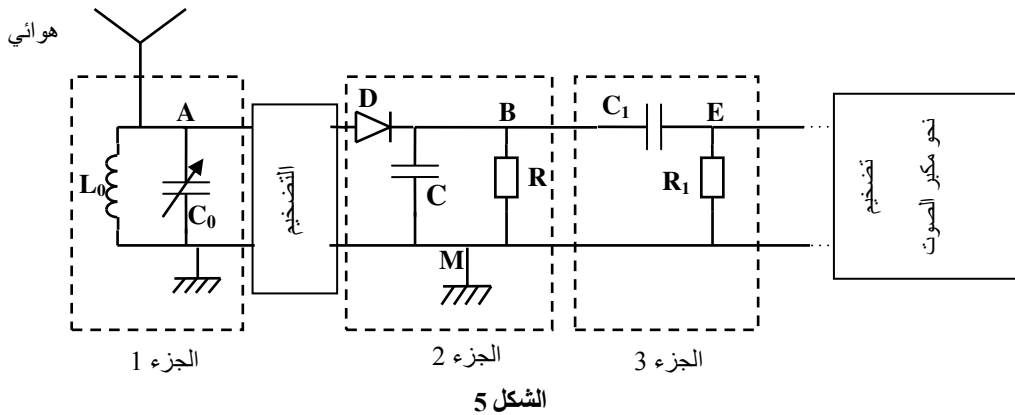 هوائي
A
D
B
C₁
E
L₀
C₀
التضخيم
C
R
R₁
تضخيم
نحو مكبر الصوت
M
الجزء 1
الجزء 2
الجزء 3
الشكل 5